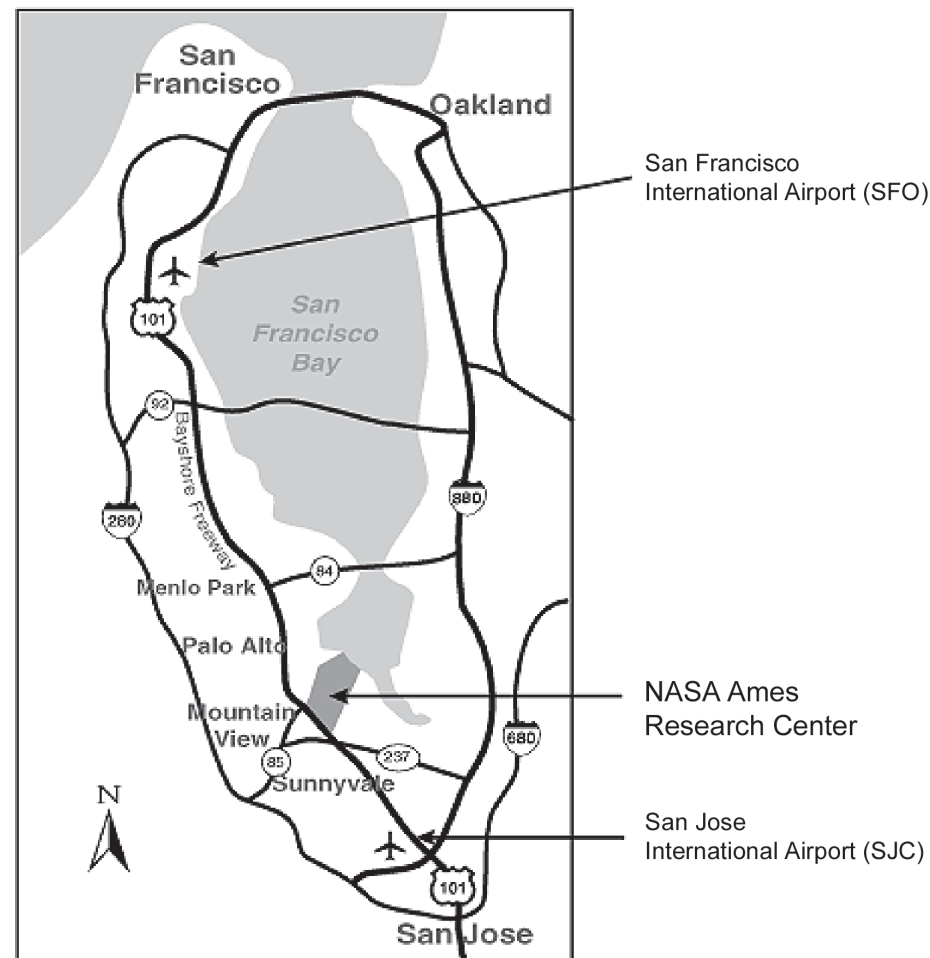 San
Francisco
Oakland
San Francisco
International Airport (SFO)
San
Francisco
Bay
101
92
Bayshore Freeway
880
280
84
Menlo Park
Palo Alto
NASA Ames
Research Center
Mountain
View
680
237
85
Sunnyvale
N
San Jose
International Airport (SJC)
101
San Jose